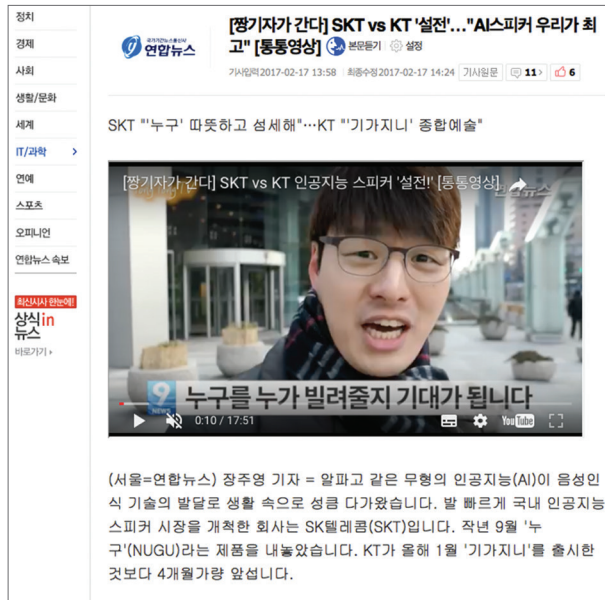 정치
경제
사회
생활/문화
세계
IT/과학 >
연예
스포츠
오피니언
연합뉴스 속보
최신시사 한눈에!
상식in
뉴스
바로가기 ›
국가기간뉴스통신사
연합뉴스
[짱기자가 간다] SKT vs KT '설전'…"AI스피커 우리가 최
고" [통통영상] 본문듣기 설정
기사입력 2017-02-17 13:58 최종수정 2017-02-17 14:24 기사원문 11 > 6
SKT "'누구' 따뜻하고 섬세해"…KT "'기가지니' 종합예술"
[짱기자가 간다] SKT vs KT 인공지능 스피커 '설전!' [통통영상]
연합뉴스
9
NEWS
누구를 누가 빌려줄지 기대가 됩니다
0:10 / 17:51 YouTube
(서울=연합뉴스) 장주영 기자 = 알파고 같은 무형의 인공지능(AI)이 음성인
식 기술의 발달로 생활 속으로 성큼 다가왔습니다. 발 빠르게 국내 인공지능
스피커 시장을 개척한 회사는 SK텔레콤(SKT)입니다. 작년 9월 '누
구'(NUGU)라는 제품을 내놓았습니다. KT가 올해 1월 '기가지니'를 출시한
것보다 4개월가량 앞섭니다.